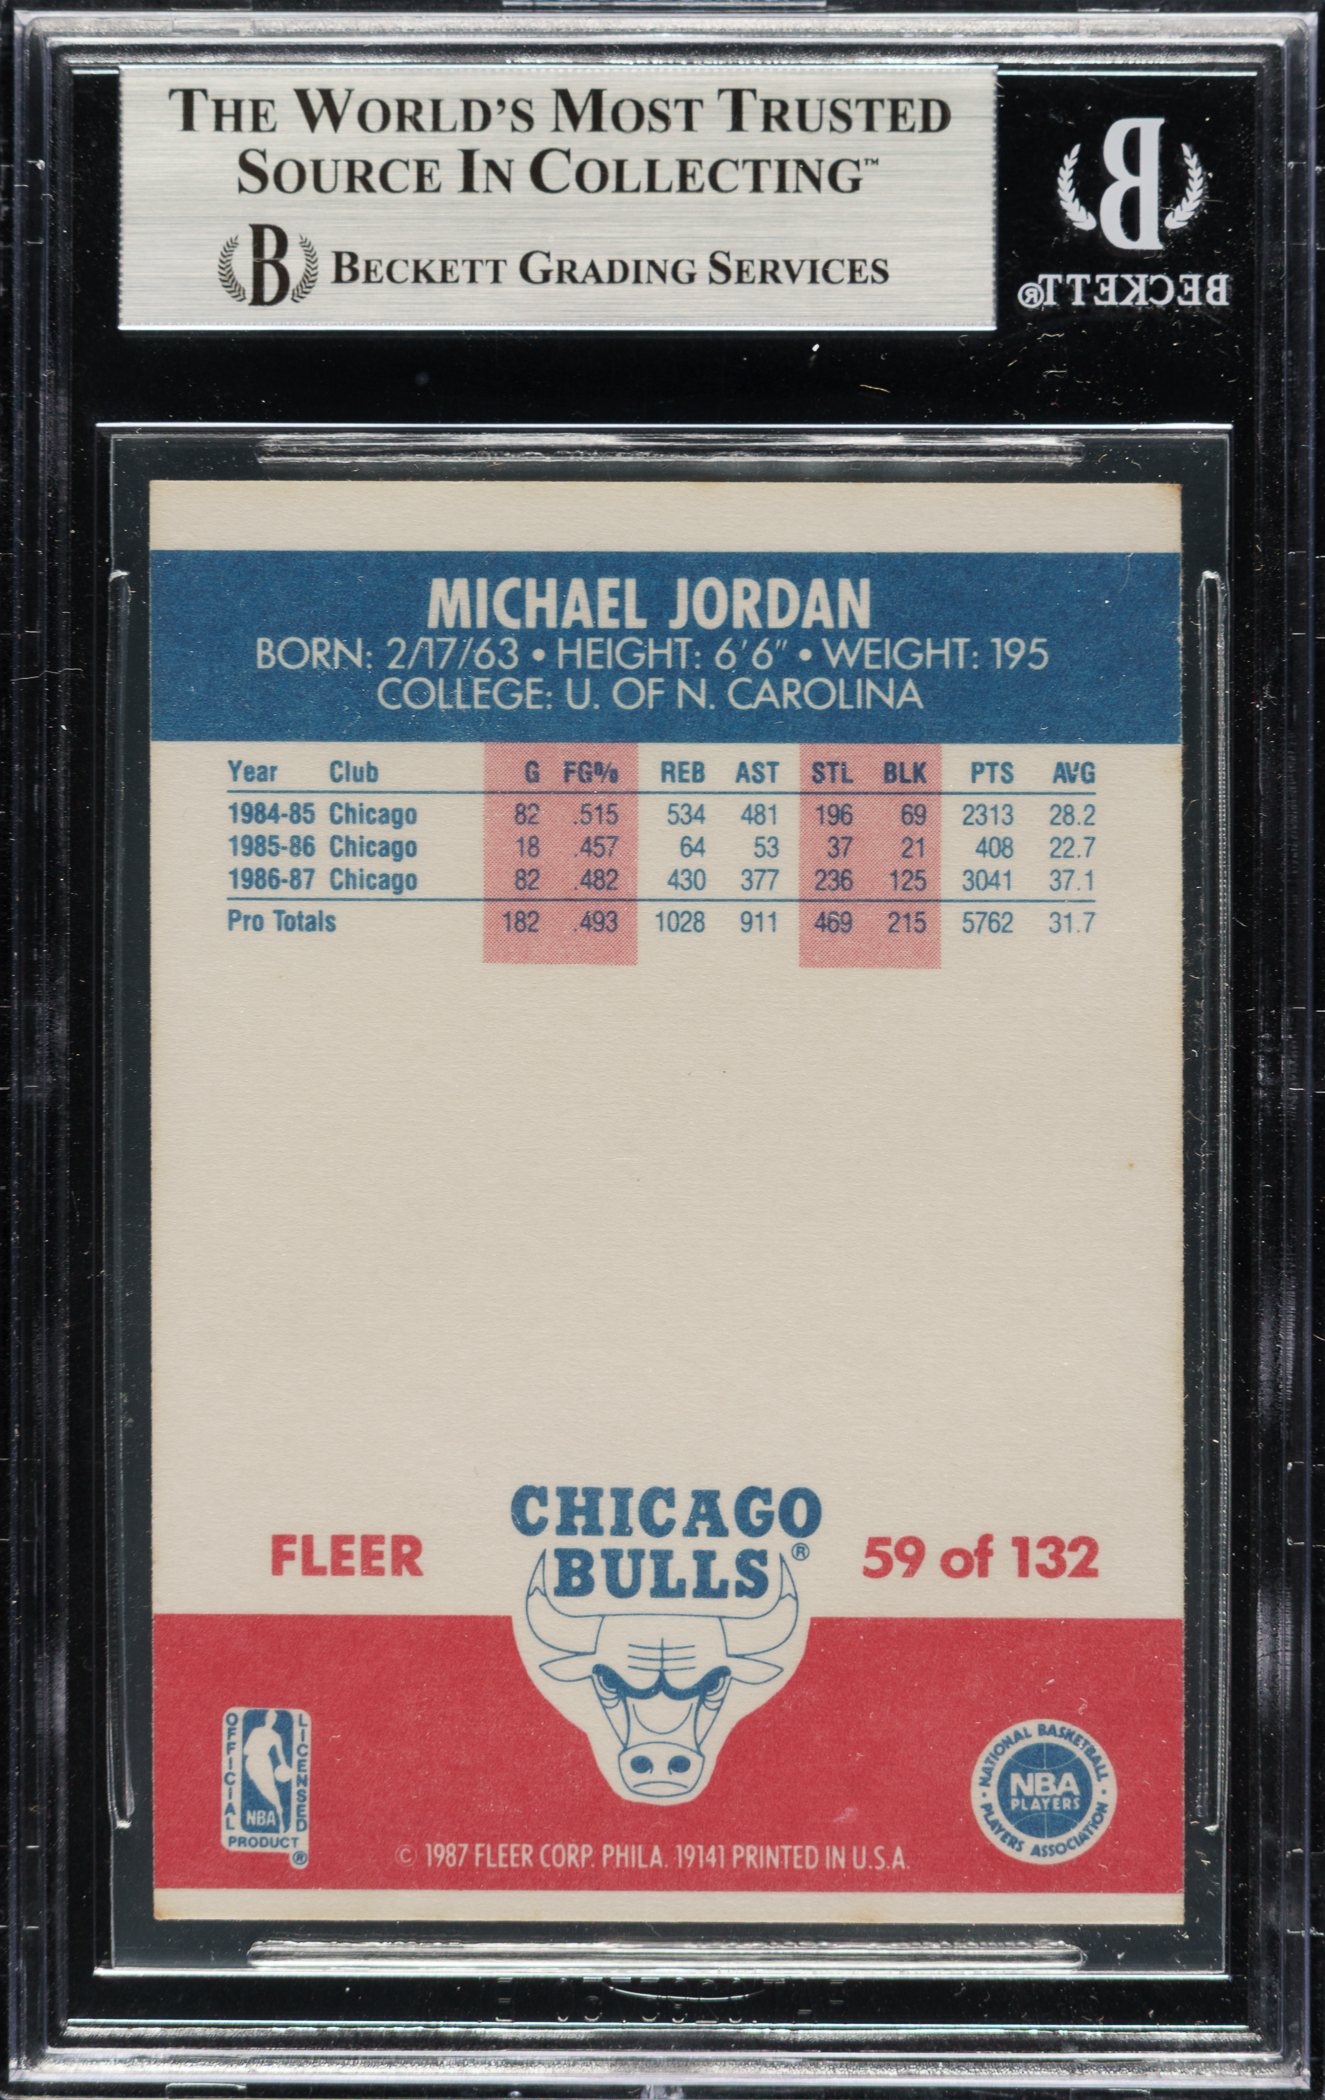 THE WORLD'S MOST TRUSTED
SOURCE IN COLLECTING™
B BECKETT GRADING SERVICES
B
BECKETT®
MICHAEL JORDAN
BORN: 2/17/63 • HEIGHT: 6'6" • WEIGHT: 195
COLLEGE: U. OF N. CAROLINA
Year Club G FG% REB AST STL BLK PTS AVG
1984-85 Chicago 82 .515 534 481 196 69 2313 28.2
1985-86 Chicago 18 .457 64 53 37 21 408 22.7
1986-87 Chicago 82 .482 430 377 236 125 3041 37.1
Pro Totals 182 .493 1028 911 469 215 5762 31.7
CHICAGO
BULLS®
FLEER
59 of 132
OFFICIAL LICENSED
NBA
PRODUCT®
NATIONAL BASKETBALL
NBA
PLAYERS
PLAYERS ASSOCIATION
© 1987 FLEER CORP. PHILA. 19141 PRINTED IN U.S.A.